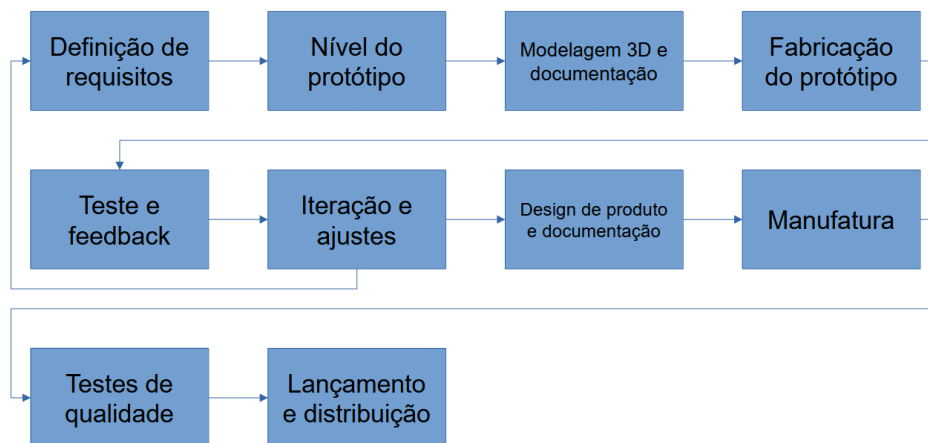 Definição de
requisitos
Nível do
protótipo
Modelagem 3D e
documentação
Fabricação
do protótipo
Teste e
feedback
Iteração e
ajustes
Design de produto
e documentação
Manufatura
Testes de
qualidade
Lançamento
e distribuição